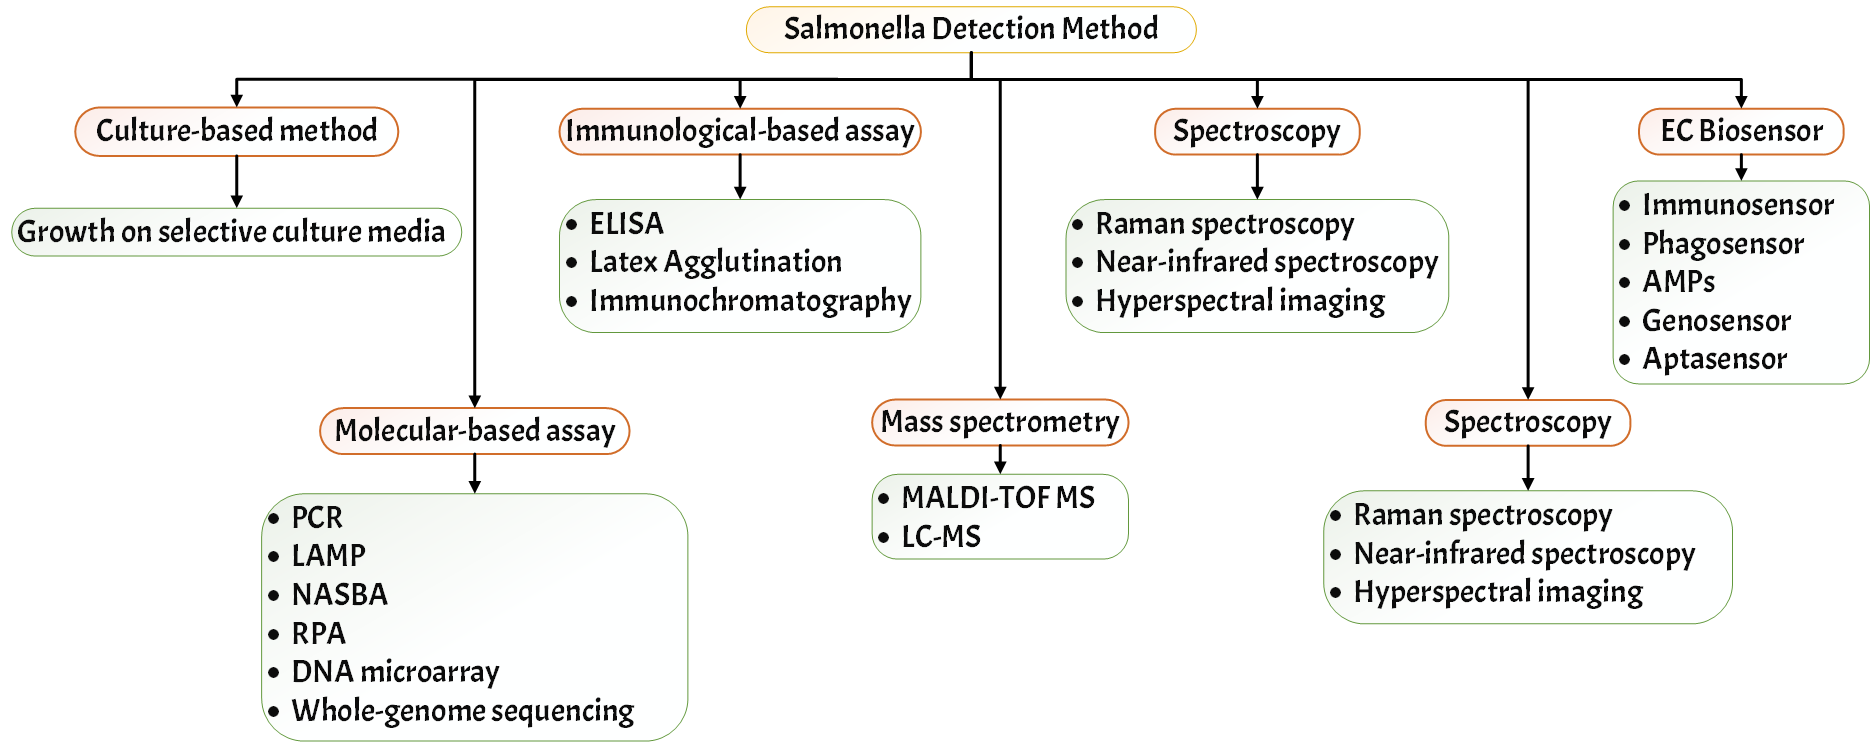 Salmonella Detection Method
Culture-based method
Growth on selective culture media
Molecular-based assay
• PCR
• LAMP
• NASBA
• RPA
• DNA microarray
• Whole-genome sequencing
Immunological-based assay
• ELISA
• Latex Agglutination
• Immunochromatography
Mass spectrometry
• MALDI-TOF MS
• LC-MS
Spectroscopy
• Raman spectroscopy
• Near-infrared spectroscopy
• Hyperspectral imaging
Spectroscopy
• Raman spectroscopy
• Near-infrared spectroscopy
• Hyperspectral imaging
EC Biosensor
• Immunosensor
• Phagosensor
• AMPs
• Genosensor
• Aptasensor